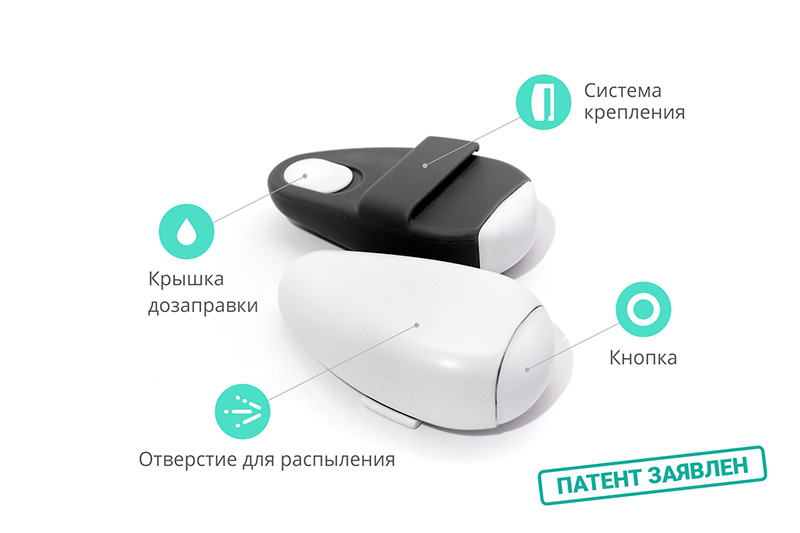 Система
крепления
Крышка
дозаправки
Кнопка
Отверстие для распыления
ПАТЕНТ ЗАЯВЛЕН